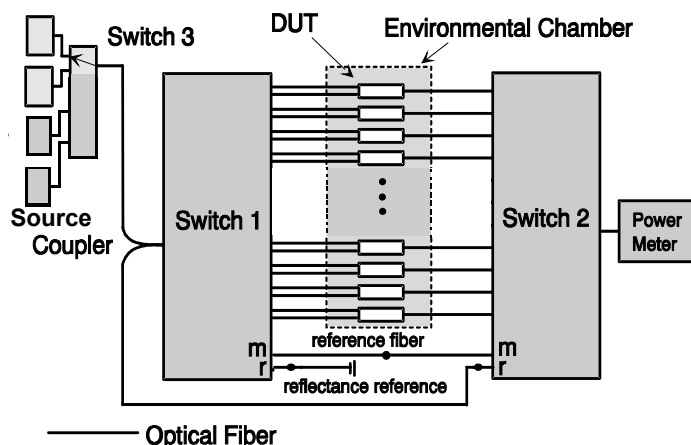 Switch 3
DUT
Environmental Chamber
Source
Coupler
Switch 1
Switch 2
Power
Meter
m
reference fiber
m
r
reflectance reference
r
Optical Fiber